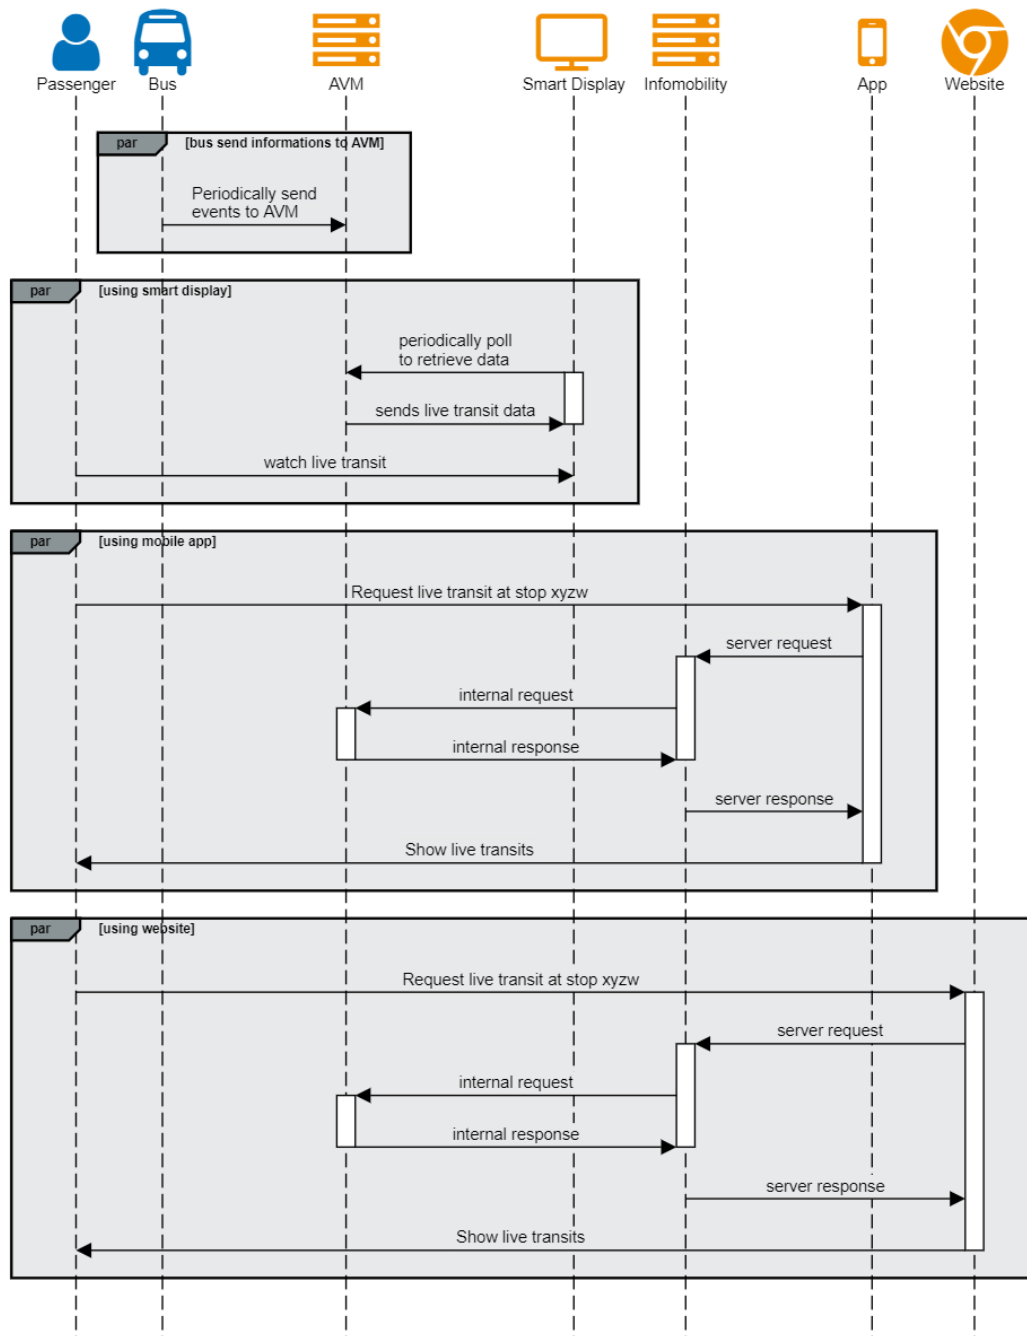 Passenger Bus AVM Smart Display Infomobility App Website
par [bus send informations to AVM]
Periodically send
events to AVM
par [using smart display]
periodically poll
to retrieve data
sends live transit data
watch live transit
par [using mobile app]
Request live transit at stop xyzw
server request
internal request
internal response
server response
Show live transits
par [using website]
Request live transit at stop xyzw
server request
internal request
internal response
server response
Show live transits